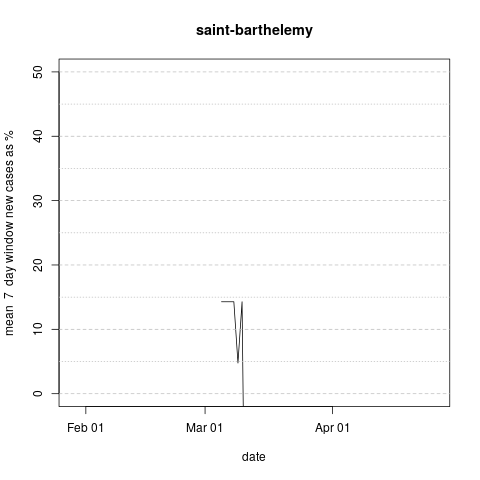 saint-barthelemy
mean  7  day window new cases as %
50
40
30
20
10
0
Feb 01
Mar 01
Apr 01
date